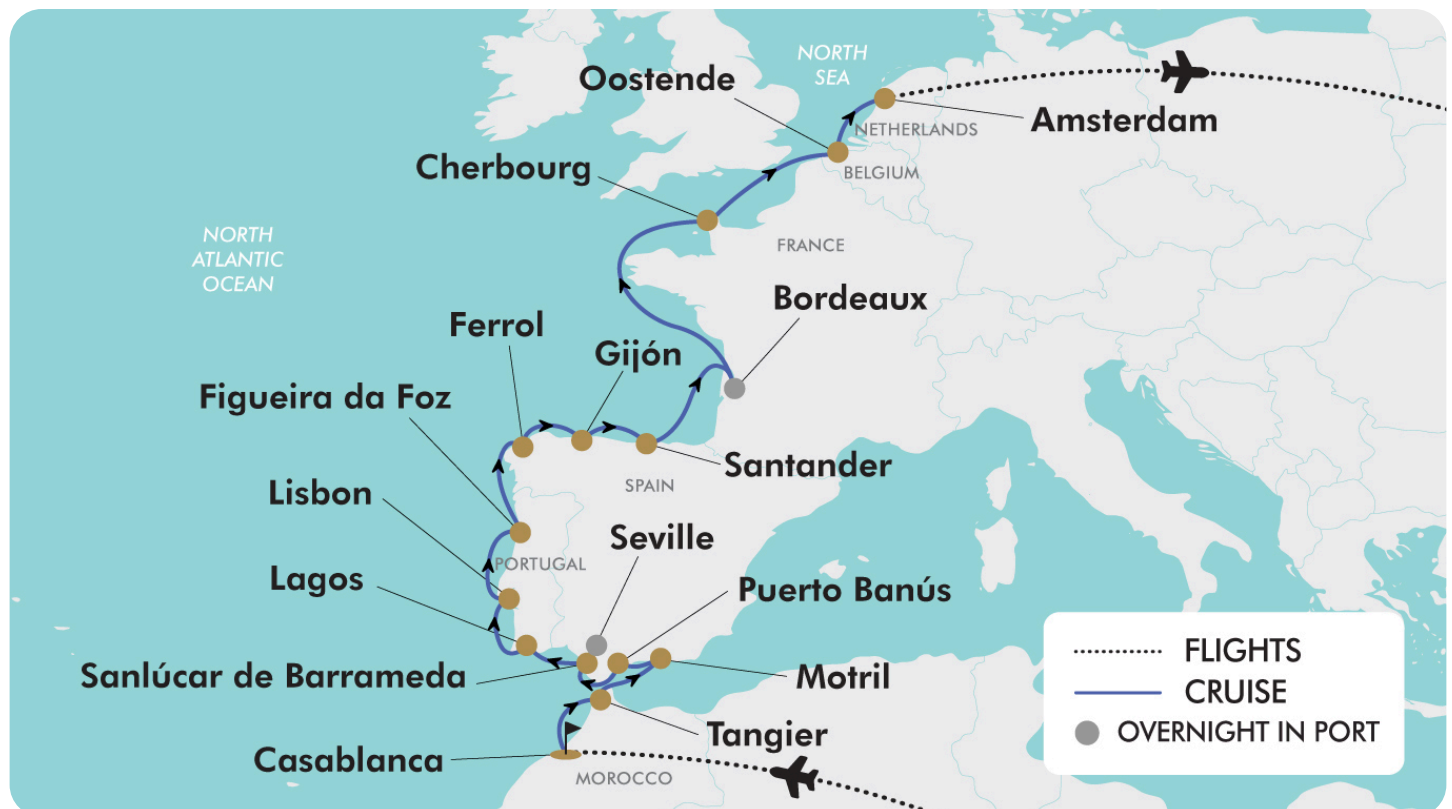 NORTH
SEA
Oostende
Amsterdam
NETHERLANDS
Cherbourg
BELGIUM
NORTH
ATLANTIC
OCEAN
FRANCE
Bordeaux
Ferrol
Gijón
Figueira da Foz
Santander
SPAIN
Lisbon
Seville
PORTUGAL
Lagos
Puerto Banús
Sanlúcar de Barrameda
Motril
Tangier
Casablanca
MOROCCO
FLIGHTS
CRUISE
OVERNIGHT IN PORT